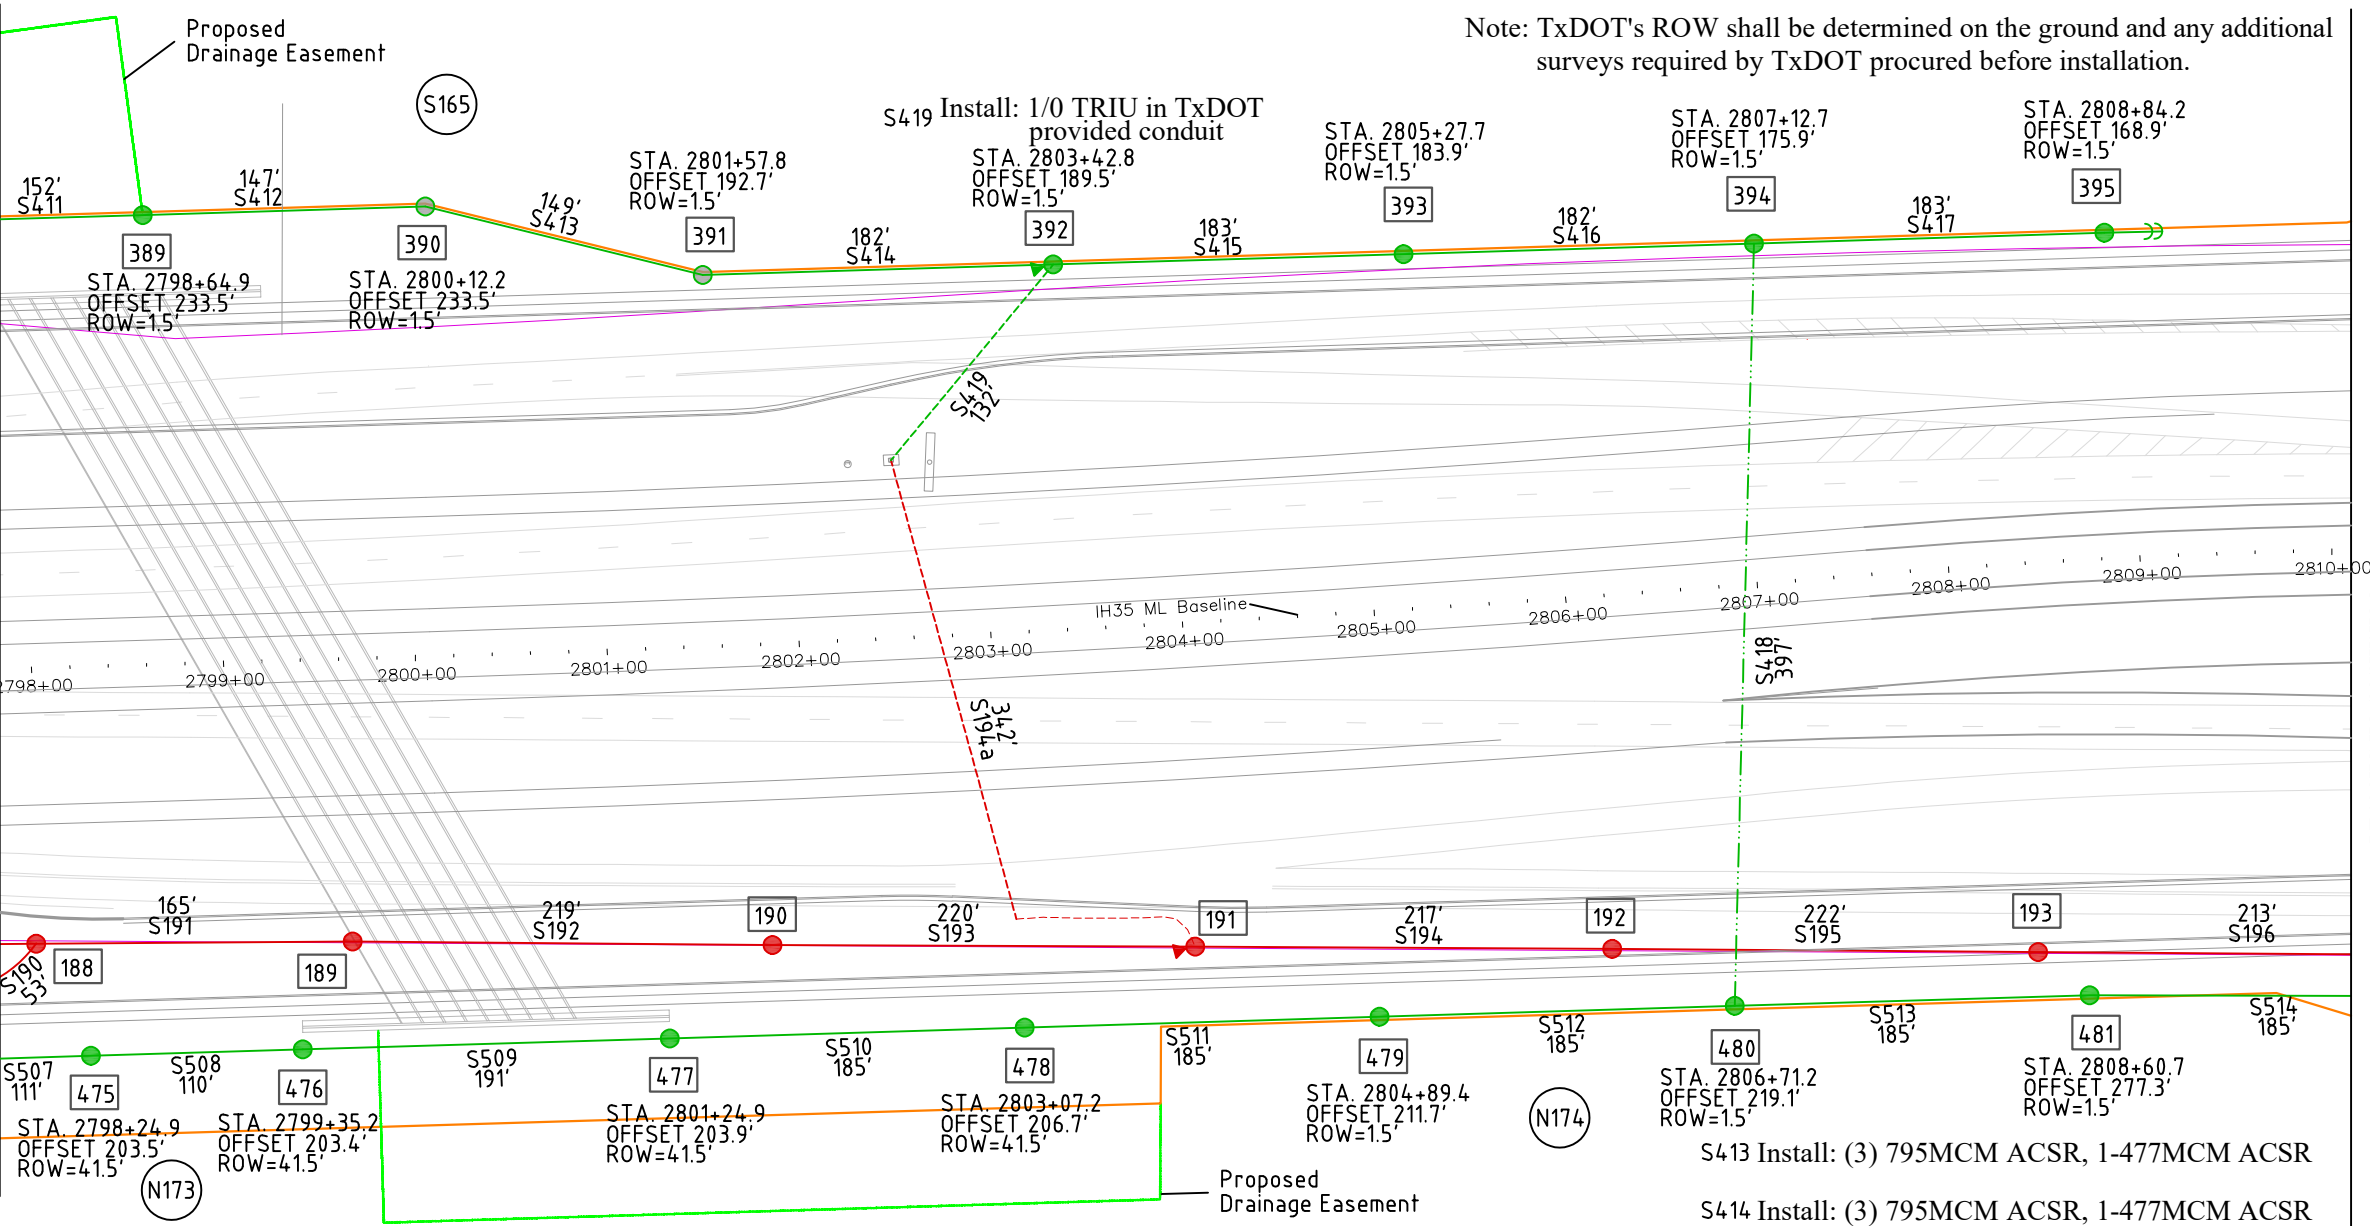 Proposed
Drainage Easement
S165
Note: TxDOT's ROW shall be determined on the ground and any additional
surveys required by TxDOT procured before installation.
S419 Install: 1/0 TRIU in TxDOT
provided conduit
152'
S411
147'
S412
149'
S413
STA. 2801+57.8
OFFSET 192.7'
ROW=1.5'
391
182'
S414
STA. 2803+42.8
OFFSET 189.5'
ROW=1.5'
392
183'
S415
STA. 2805+27.7
OFFSET 183.9'
ROW=1.5'
393
182'
S416
STA. 2807+12.7
OFFSET 175.9'
ROW=1.5'
394
183'
S417
STA. 2808+84.2
OFFSET 168.9'
ROW=1.5'
395
389
STA. 2798+64.9
OFFSET 233.5'
ROW=1.5'
390
STA. 2800+12.2
OFFSET 233.5'
ROW=1.5'
S419
132'
IH35 ML Baseline
2798+00
2799+00
2800+00
2801+00
2802+00
2803+00
2804+00
2805+00
2806+00
2807+00
2808+00
2809+00
2810+00
S418
397'
342'
S194a
165'
S191
219'
S192
190
220'
S193
191
217'
S194
192
222'
S195
193
213'
S196
S190
53'
188
189
S507
111'
475
S508
110'
476
S509
191'
477
S510
185'
478
S511
185'
479
S512
185'
480
S513
185'
481
S514
185'
STA. 2798+24.9
OFFSET 203.5'
ROW=41.5'
STA. 2799+35.2
OFFSET 203.4'
ROW=41.5'
STA. 2801+24.9
OFFSET 203.9'
ROW=41.5'
STA. 2803+07.2
OFFSET 206.7'
ROW=41.5'
STA. 2804+89.4
OFFSET 211.7'
ROW=1.5'
STA. 2806+71.2
OFFSET 219.1'
ROW=1.5'
STA. 2808+60.7
OFFSET 277.3'
ROW=1.5'
N173
N174
Proposed
Drainage Easement
S413 Install: (3) 795MCM ACSR, 1-477MCM ACSR
S414 Install: (3) 795MCM ACSR, 1-477MCM ACSR